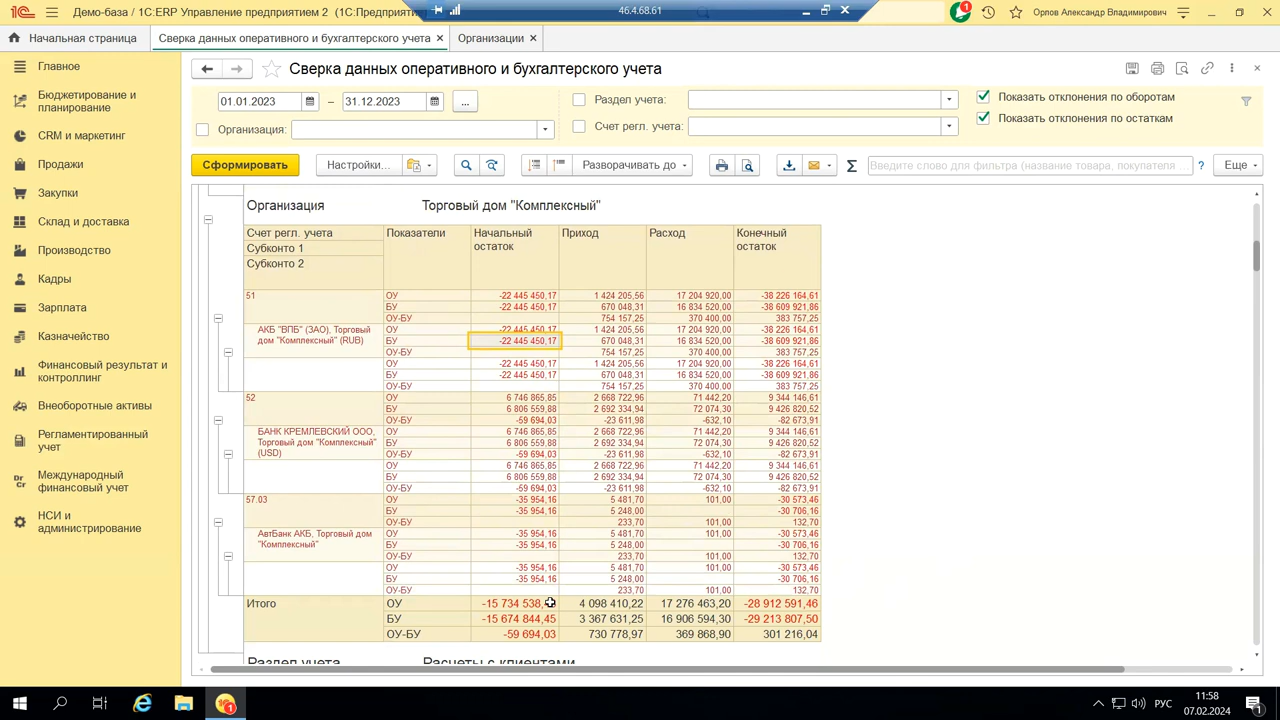 Демо-база / 1С:ERP Управление предприятием 2 (1С:Предприятие
46.4.68.61
1
Орлов Александр Владимирович
Начальная страница
Сверка данных оперативного и бухгалтерского учета ×
Организации ×
Главное
Бюджетирование и
планирование
CRM и маркетинг
Продажи
Закупки
Склад и доставка
Производство
Кадры
Зарплата
Казначейство
Финансовый результат и
контроллинг
Внеоборотные активы
Регламентированный
учет
Международный
финансовый учет
НСИ и
администрирование
Сверка данных оперативного и бухгалтерского учета
01.01.2023 – 31.12.2023 ...
Раздел учета:
Показать отклонения по оборотам
Организация:
Счет регл. учета:
Показать отклонения по остаткам
Сформировать Настройки... Разворачивать до Σ Введите слово для фильтра (название товара, покупателя ? Еще
Организация Торговый дом "Комплексный"
Счет регл. учета Показатели Начальный остаток Приход Расход Конечный остаток
Субконто 1
Субконто 2
51 ОУ -22 445 450,17 1 424 205,56 17 204 920,00 -38 226 164,61
БУ -22 445 450,17 670 048,31 16 834 520,00 -38 609 921,86
ОУ-БУ 754 157,25 370 400,00 383 757,25
АКБ "ВПБ" (ЗАО), Торговый ОУ -22 445 450,17 1 424 205,56 17 204 920,00 -38 226 164,61
дом "Комплексный" (RUB) БУ -22 445 450,17 670 048,31 16 834 520,00 -38 609 921,86
ОУ-БУ 754 157,25 370 400,00 383 757,25
ОУ -22 445 450,17 1 424 205,56 17 204 920,00 -38 226 164,61
БУ -22 445 450,17 670 048,31 16 834 520,00 -38 609 921,86
ОУ-БУ 754 157,25 370 400,00 383 757,25
52 ОУ 6 746 865,85 2 668 722,96 71 442,20 9 344 146,61
БУ 6 806 559,88 2 692 334,94 72 074,30 9 426 820,52
ОУ-БУ -59 694,03 -23 611,98 -632,10 -82 673,91
БАНК КРЕМЛЕВСКИЙ ООО, ОУ 6 746 865,85 2 668 722,96 71 442,20 9 344 146,61
Торговый дом "Комплексный" БУ 6 806 559,88 2 692 334,94 72 074,30 9 426 820,52
(USD) ОУ-БУ -59 694,03 -23 611,98 -632,10 -82 673,91
ОУ 6 746 865,85 2 668 722,96 71 442,20 9 344 146,61
БУ 6 806 559,88 2 692 334,94 72 074,30 9 426 820,52
ОУ-БУ -59 694,03 -23 611,98 -632,10 -82 673,91
57.03 ОУ -35 954,16 5 481,70 101,00 -30 573,46
БУ -35 954,16 5 248,00 -30 706,16
ОУ-БУ 233,70 101,00 132,70
АвтБанк АКБ, Торговый дом ОУ -35 954,16 5 481,70 101,00 -30 573,46
"Комплексный" БУ -35 954,16 5 248,00 -30 706,16
ОУ-БУ 233,70 101,00 132,70
ОУ -35 954,16 5 481,70 101,00 -30 573,46
БУ -35 954,16 5 248,00 -30 706,16
ОУ-БУ 233,70 101,00 132,70
Итого ОУ -15 734 538, 4 098 410,22 17 276 463,20 -28 912 591,46
БУ -15 674 844,45 3 367 631,25 16 906 594,30 -29 213 807,50
ОУ-БУ -59 694,03 730 778,97 369 868,90 301 216,04
Раздел учета Расчеты с клиентами
РУС
11:58
07.02.2024
1